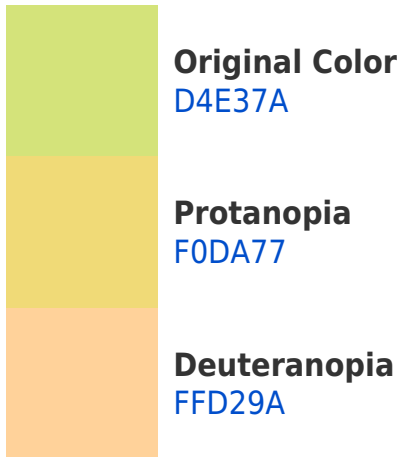 Original Color
D4E37A
Protanopia
F0DA77
Deuteranopia
FFD29A